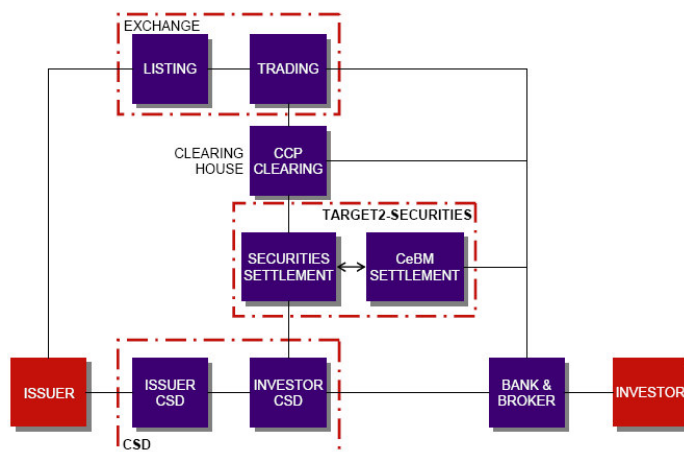 EXCHANGE
LISTING
TRADING
CLEARING
HOUSE
CCP
CLEARING
TARGET2-SECURITIES
SECURITIES
SETTLEMENT
CeBM
SETTLEMENT
ISSUER
ISSUER
CSD
INVESTOR
CSD
BANK &
BROKER
INVESTOR
CSD